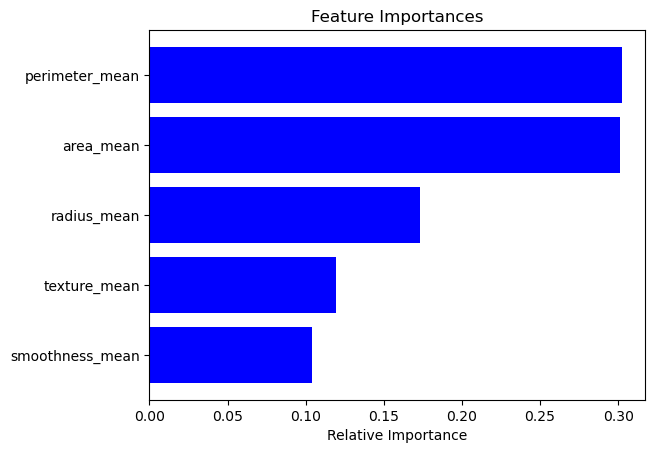 Feature Importances
perimeter_mean
area_mean
radius_mean
texture_mean
smoothness_mean
0.00 0.05 0.10 0.15 0.20 0.25 0.30
Relative Importance